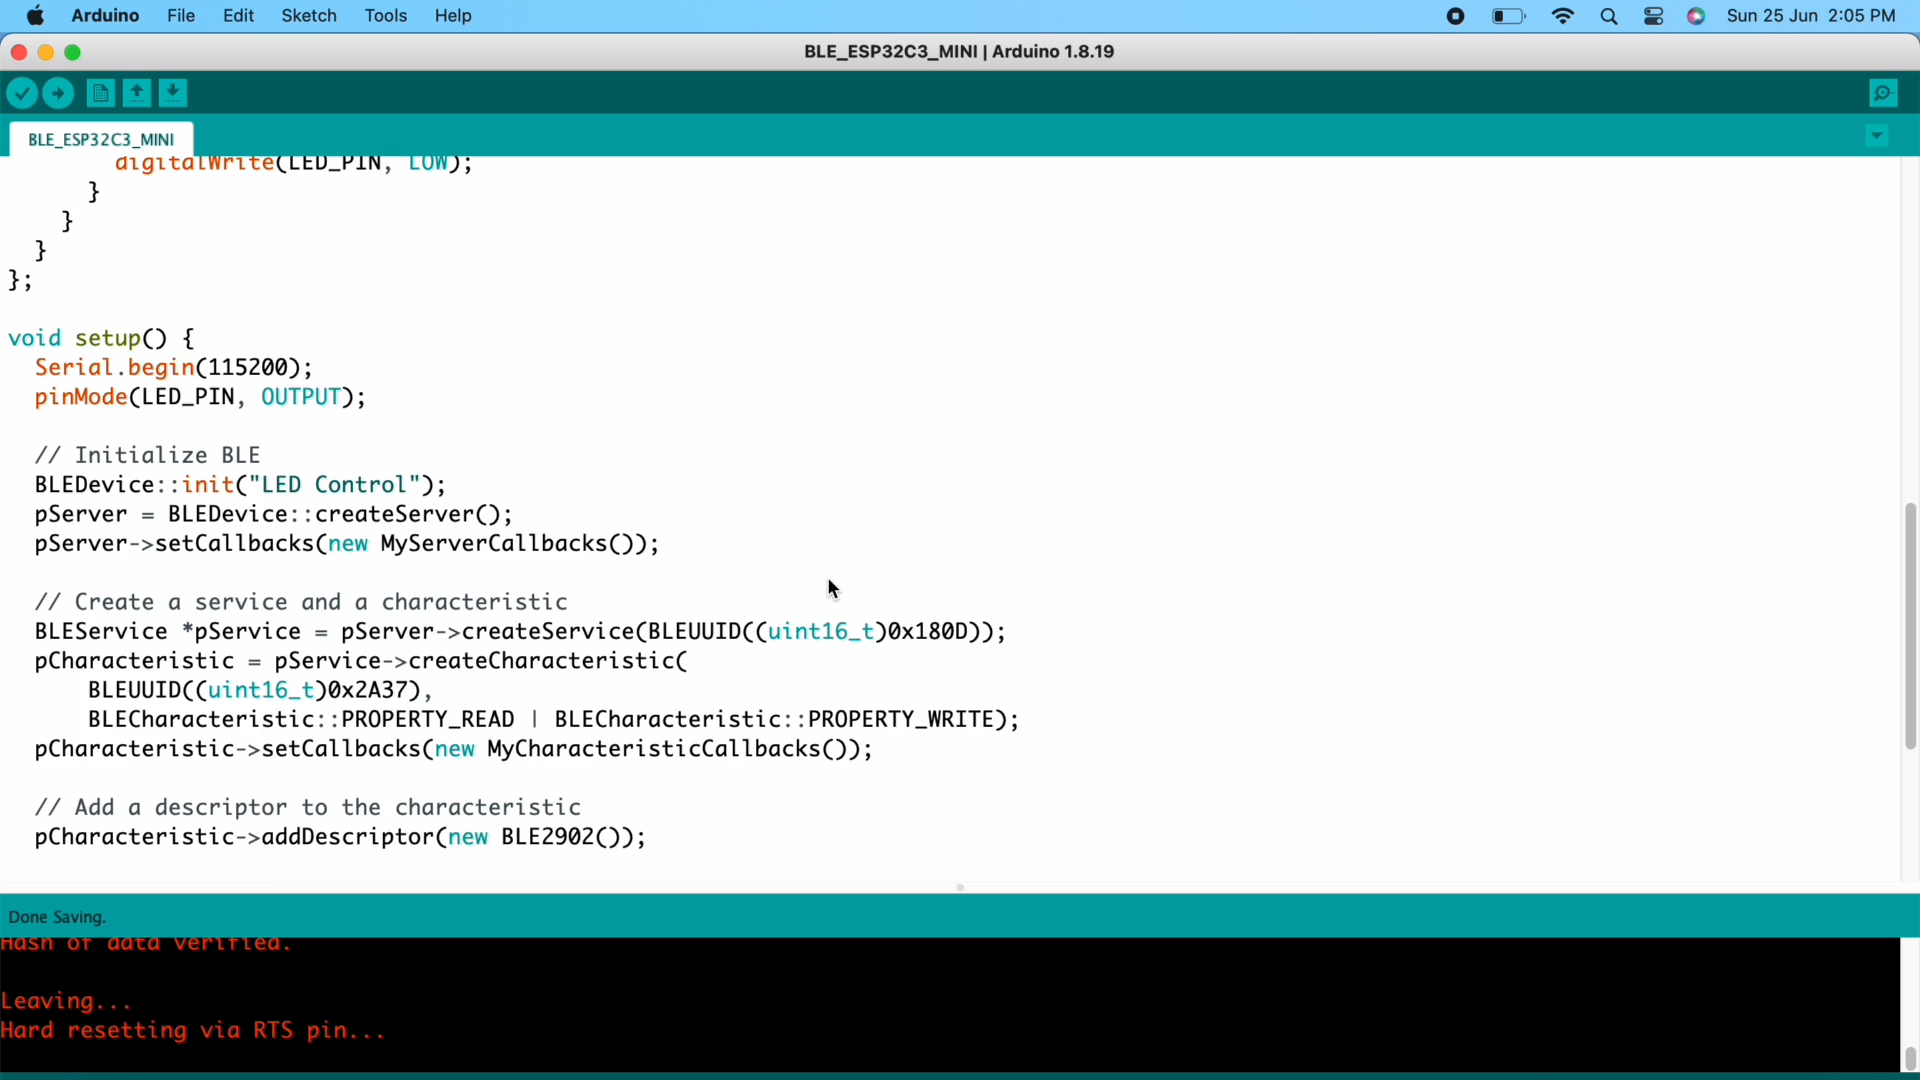 Arduino File Edit Sketch Tools Help Sun 25 Jun 2:05 PM
BLE_ESP32C3_MINI | Arduino 1.8.19
BLE_ESP32C3_MINI
digitalWrite(LED_PIN, LOW);
}
}
}
};
void setup() {
Serial.begin(115200);
pinMode(LED_PIN, OUTPUT);
// Initialize BLE
BLEDevice::init("LED Control");
pServer = BLEDevice::createServer();
pServer->setCallbacks(new MyServerCallbacks());
// Create a service and a characteristic
BLEService *pService = pServer->createService(BLEUUID((uint16_t)0x180D));
pCharacteristic = pService->createCharacteristic(
BLEUUID((uint16_t)0x2A37),
BLECharacteristic::PROPERTY_READ | BLECharacteristic::PROPERTY_WRITE);
pCharacteristic->setCallbacks(new MyCharacteristicCallbacks());
// Add a descriptor to the characteristic
pCharacteristic->addDescriptor(new BLE2902());
Done Saving.
Hash of data verified.
Leaving...
Hard resetting via RTS pin...